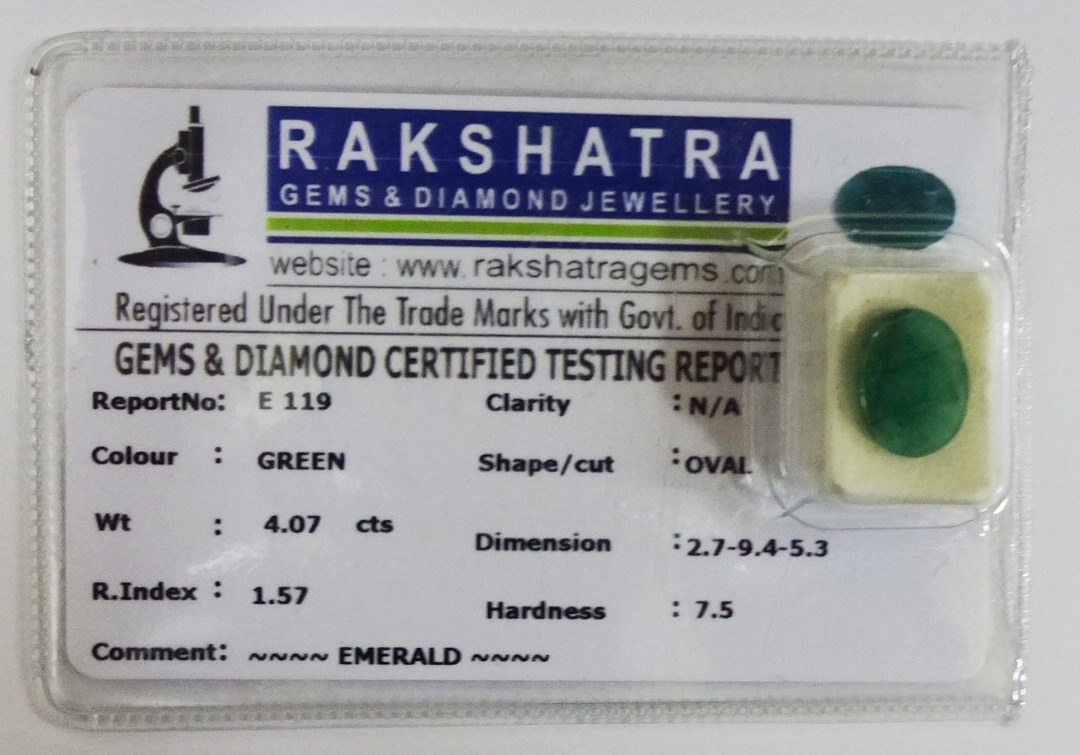 RAKSHATRA
GEMS & DIAMOND JEWELLERY
website : www.rakshatragems.com
Registered Under The Trade Marks with Govt. of India
GEMS & DIAMOND CERTIFIED TESTING REPORT
ReportNo: E 119 Clarity : N/A
Colour : GREEN Shape/cut : OVAL
Wt : 4.07 cts Dimension : 2.7-9.4-5.3
R.Index : 1.57 Hardness : 7.5
Comment: ~~~~ EMERALD ~~~~